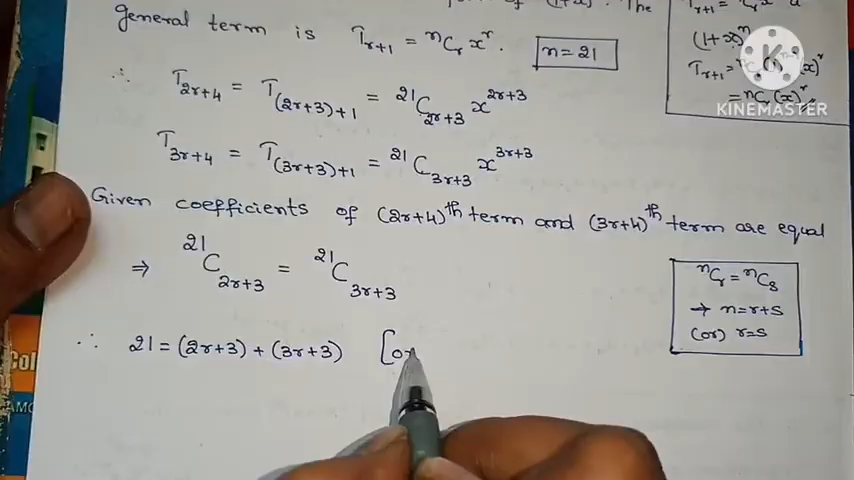 general term is T_{r+1} = ^nC_r x^r. n = 21
∴ T_{2r+4} = T_{(2r+3)+1} = ^{21}C_{2r+3} x^{2r+3}
T_{3r+4} = T_{(3r+3)+1} = ^{21}C_{3r+3} x^{3r+3}
Given coefficients of (2r+4)^{th} term and (3r+4)^{th} term are equal
⇒ ^{21}C_{2r+3} = ^{21}C_{3r+3}
∴ 21 = (2r+3) + (3r+3) [or
The
(1+x)^n
T_{r+1} =
= ^nC_r (x)^r
KINEMASTER
^nC_r = ^nC_s
→ n = r+s
(or) r = s